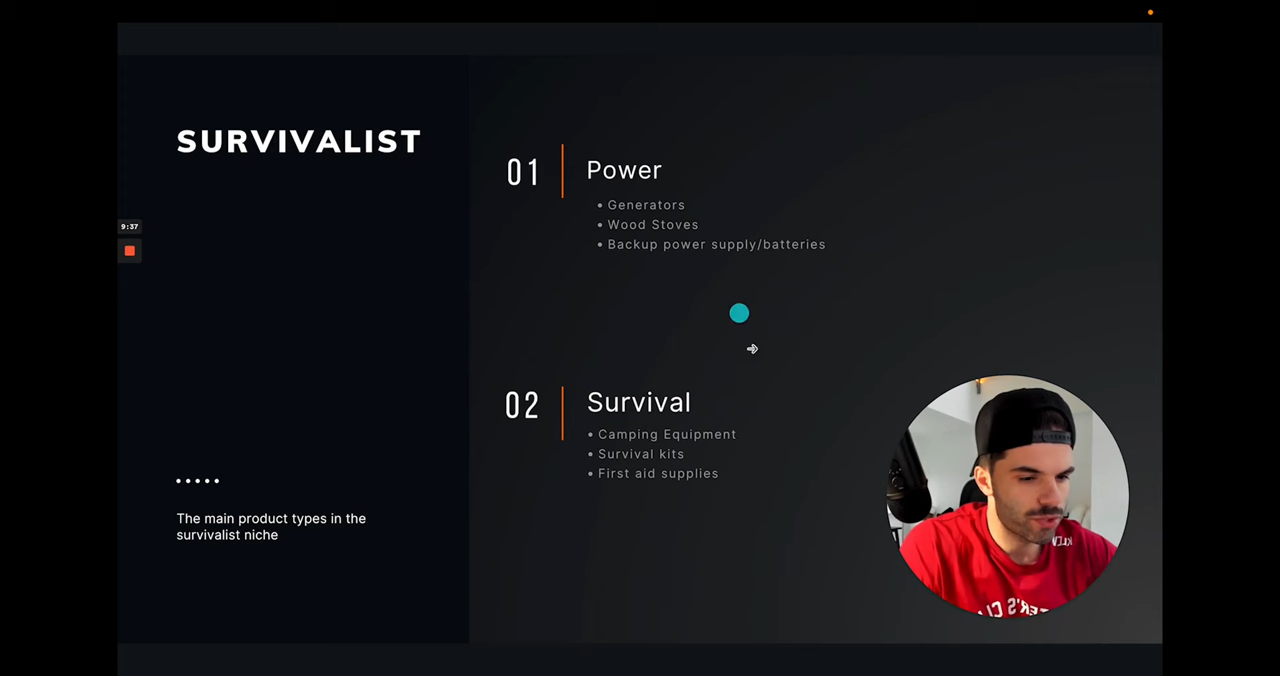 SURVIVALIST
9:37
The main product types in the
survivalist niche
01
Power
• Generators
• Wood Stoves
• Backup power supply/batteries
02
Survival
• Camping Equipment
• Survival kits
• First aid supplies